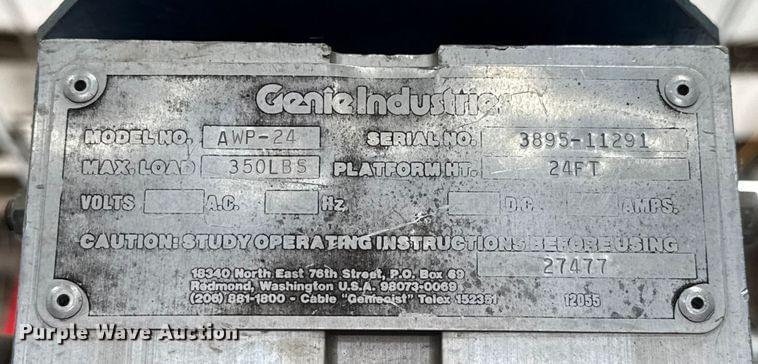 Genie Industries
MODEL NO. AWP-24 SERIAL NO. 3895-11291
MAX. LOAD 350LBS PLATFORM HT. 24FT
VOLTS A.C. Hz D.C. AMPS.
CAUTION: STUDY OPERATING INSTRUCTIONS BEFORE USING
27477
18340 North East 76th Street, P.O. Box 69
Redmond, Washington U.S.A. 98073-0069
(206) 881-1800 • Cable "Geniehoist" Telex 152351
12055
Purple Wave Auction